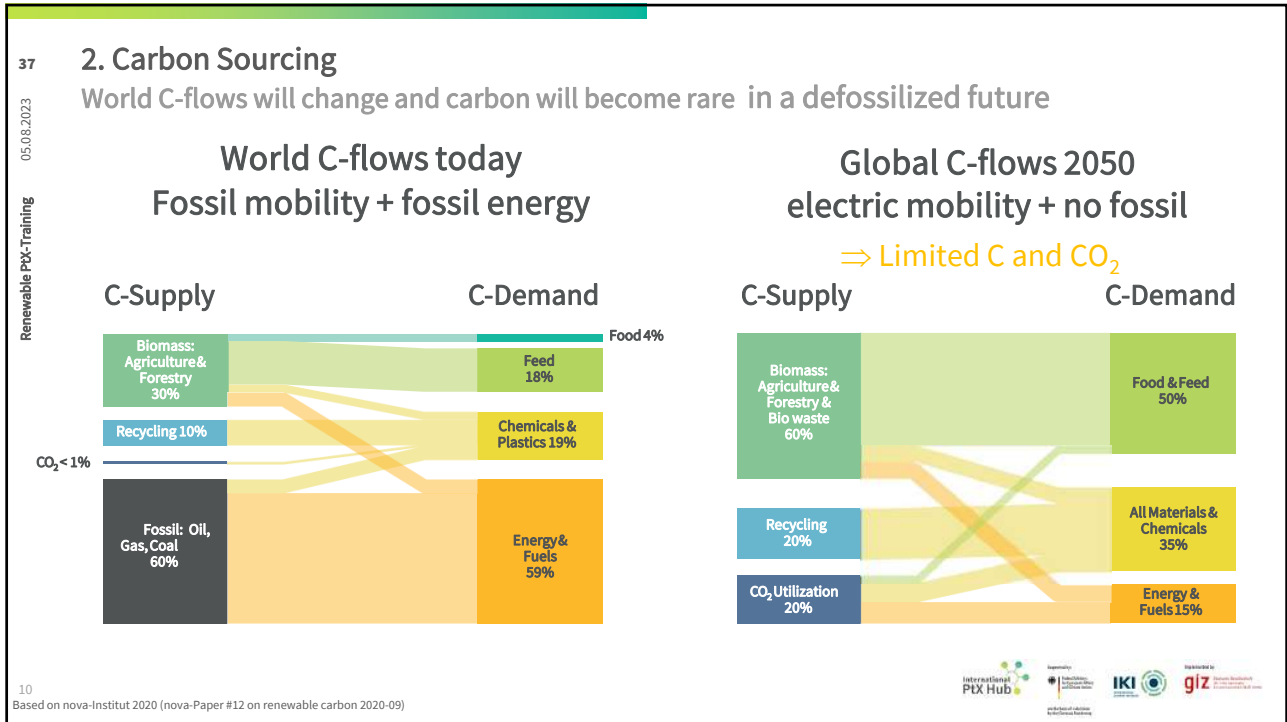 37
2. Carbon Sourcing
World C-flows will change and carbon will become rare in a defossilized future
05.08.2023
Renewable PtX-Training
World C-flows today
Fossil mobility + fossil energy
C-Supply
C-Demand
Biomass:
Agriculture &
Forestry
30%
Recycling 10%
CO₂ < 1%
Fossil: Oil,
Gas, Coal
60%
Food 4%
Feed
18%
Chemicals &
Plastics 19%
Energy &
Fuels
59%
Global C-flows 2050
electric mobility + no fossil
⇒ Limited C and CO₂
C-Supply
C-Demand
Biomass:
Agriculture &
Forestry &
Bio waste
60%
Recycling
20%
CO₂ Utilization
20%
Food & Feed
50%
All Materials &
Chemicals
35%
Energy &
Fuels 15%
10
Based on nova-Institut 2020 (nova-Paper #12 on renewable carbon 2020-09)
International
PtX Hub
IKI
giz